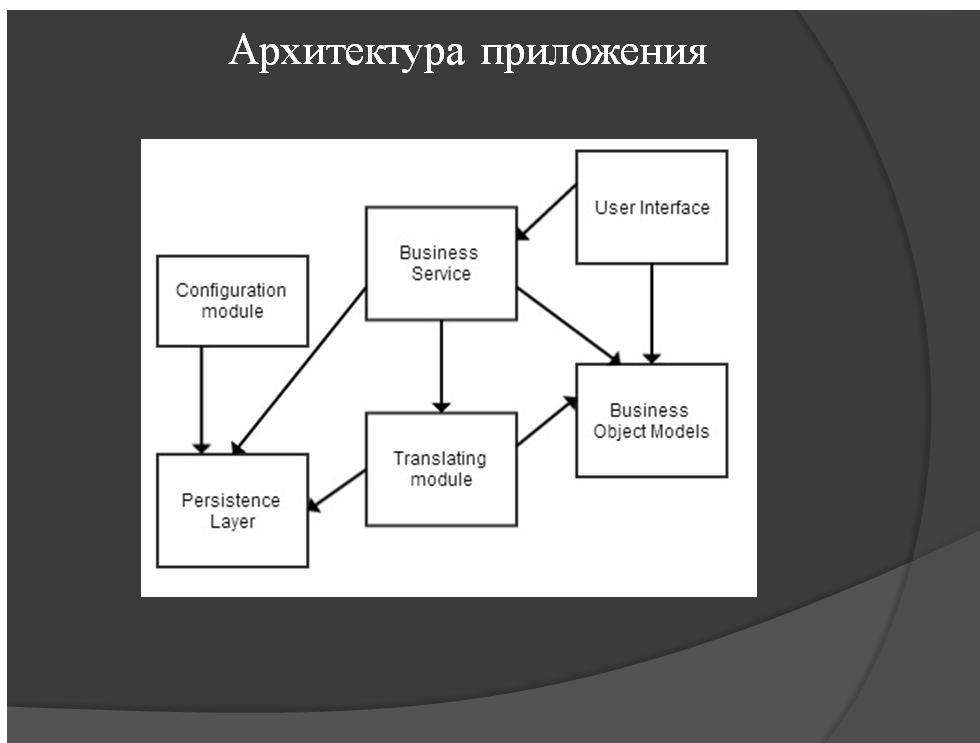 Архитектура приложения
User Interface
Business
Service
Configuration
module
Business
Object Models
Translating
module
Persistence
Layer